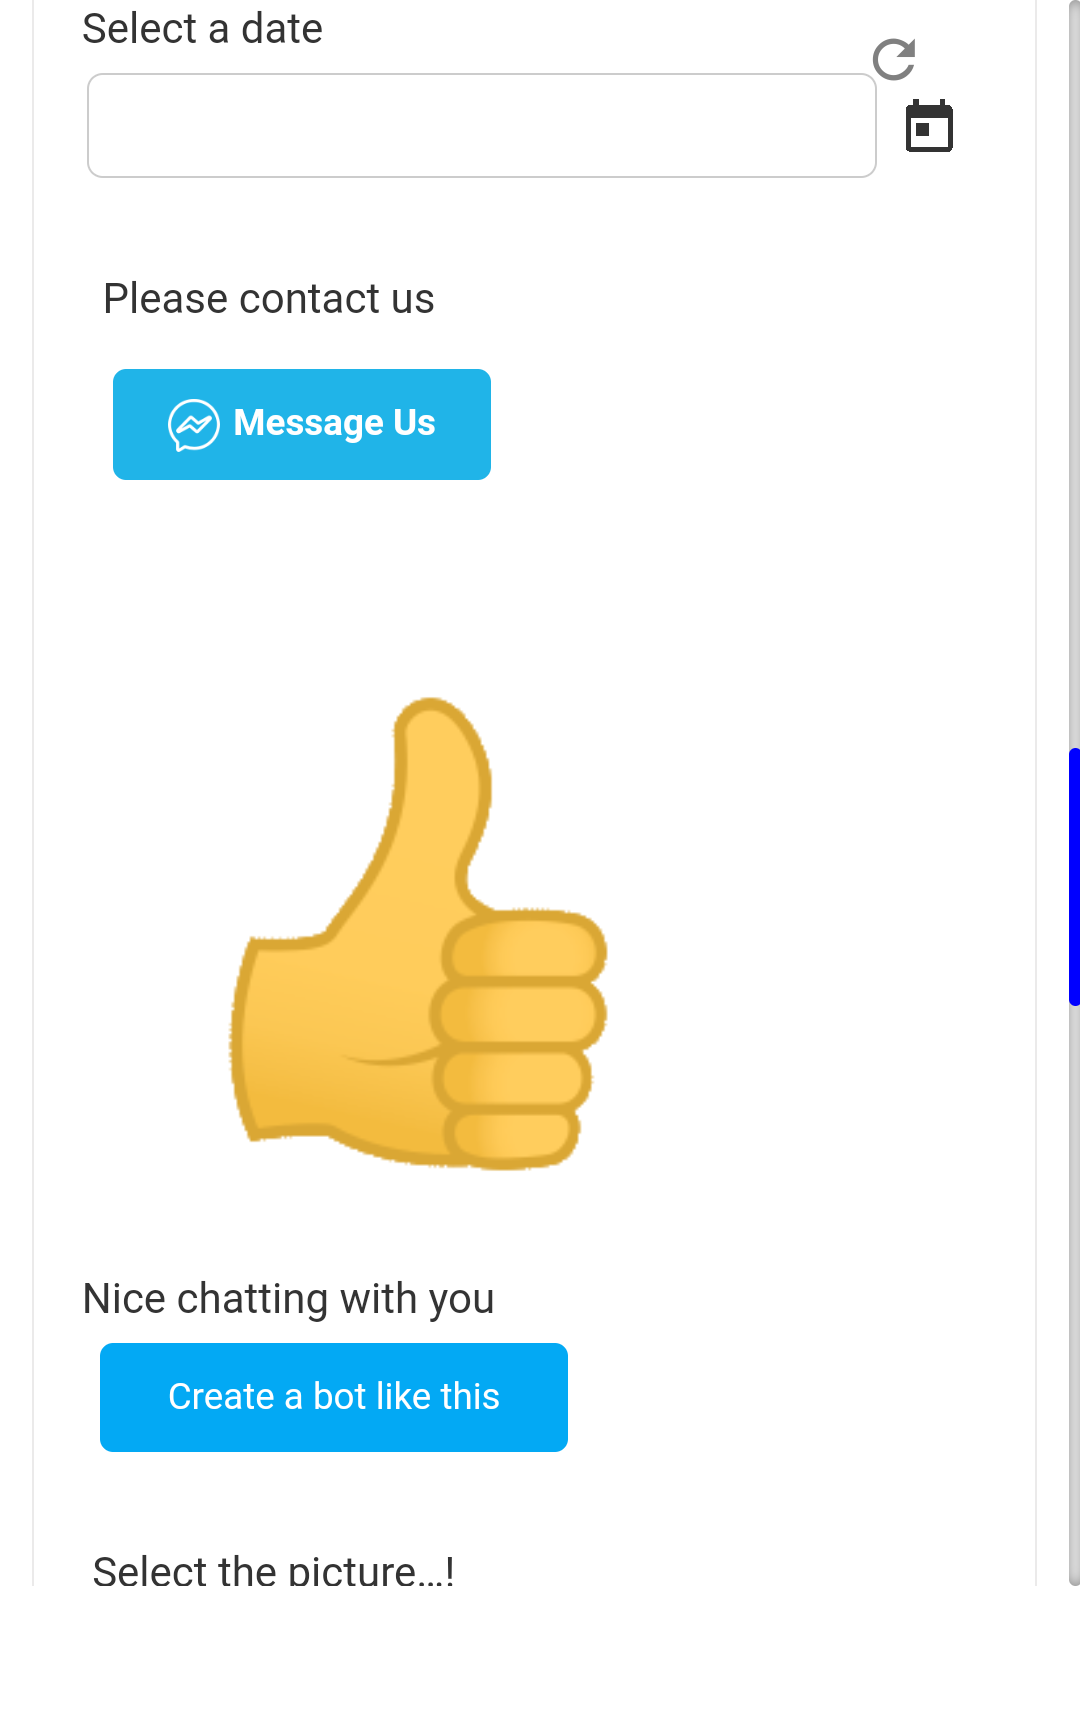 Select a date
Please contact us
Message Us
Nice chatting with you
Create a bot like this
Select the picture...!